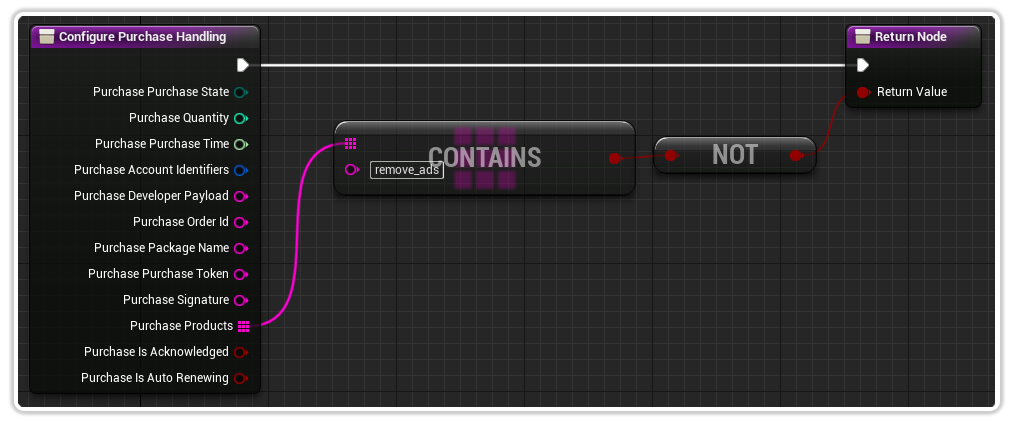 Configure Purchase Handling
Return Node
Purchase Purchase State
Return Value
Purchase Quantity
Purchase Purchase Time
CONTAINS
NOT
Purchase Account Identifiers
remove_ads
Purchase Developer Payload
Purchase Order Id
Purchase Package Name
Purchase Purchase Token
Purchase Signature
Purchase Products
Purchase Is Acknowledged
Purchase Is Auto Renewing